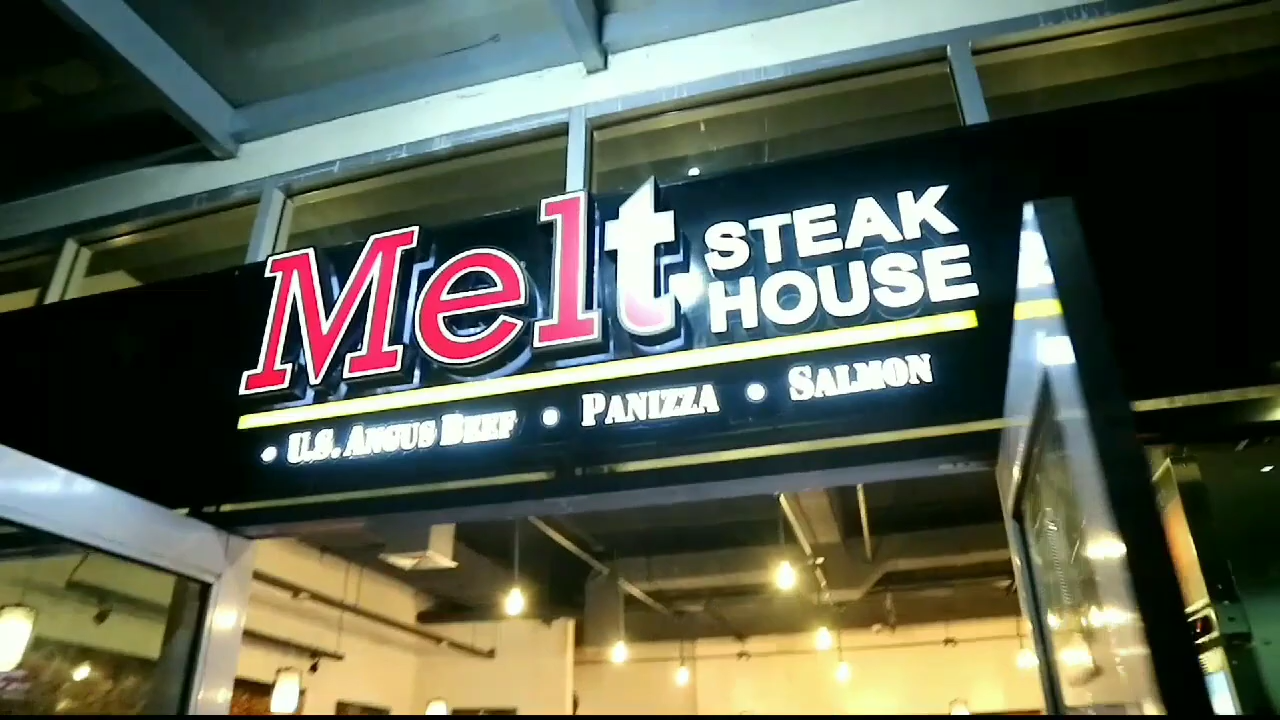 Melt STEAK
HOUSE
• U.S. ANGUS BEEF • PANIZZA • SALMON